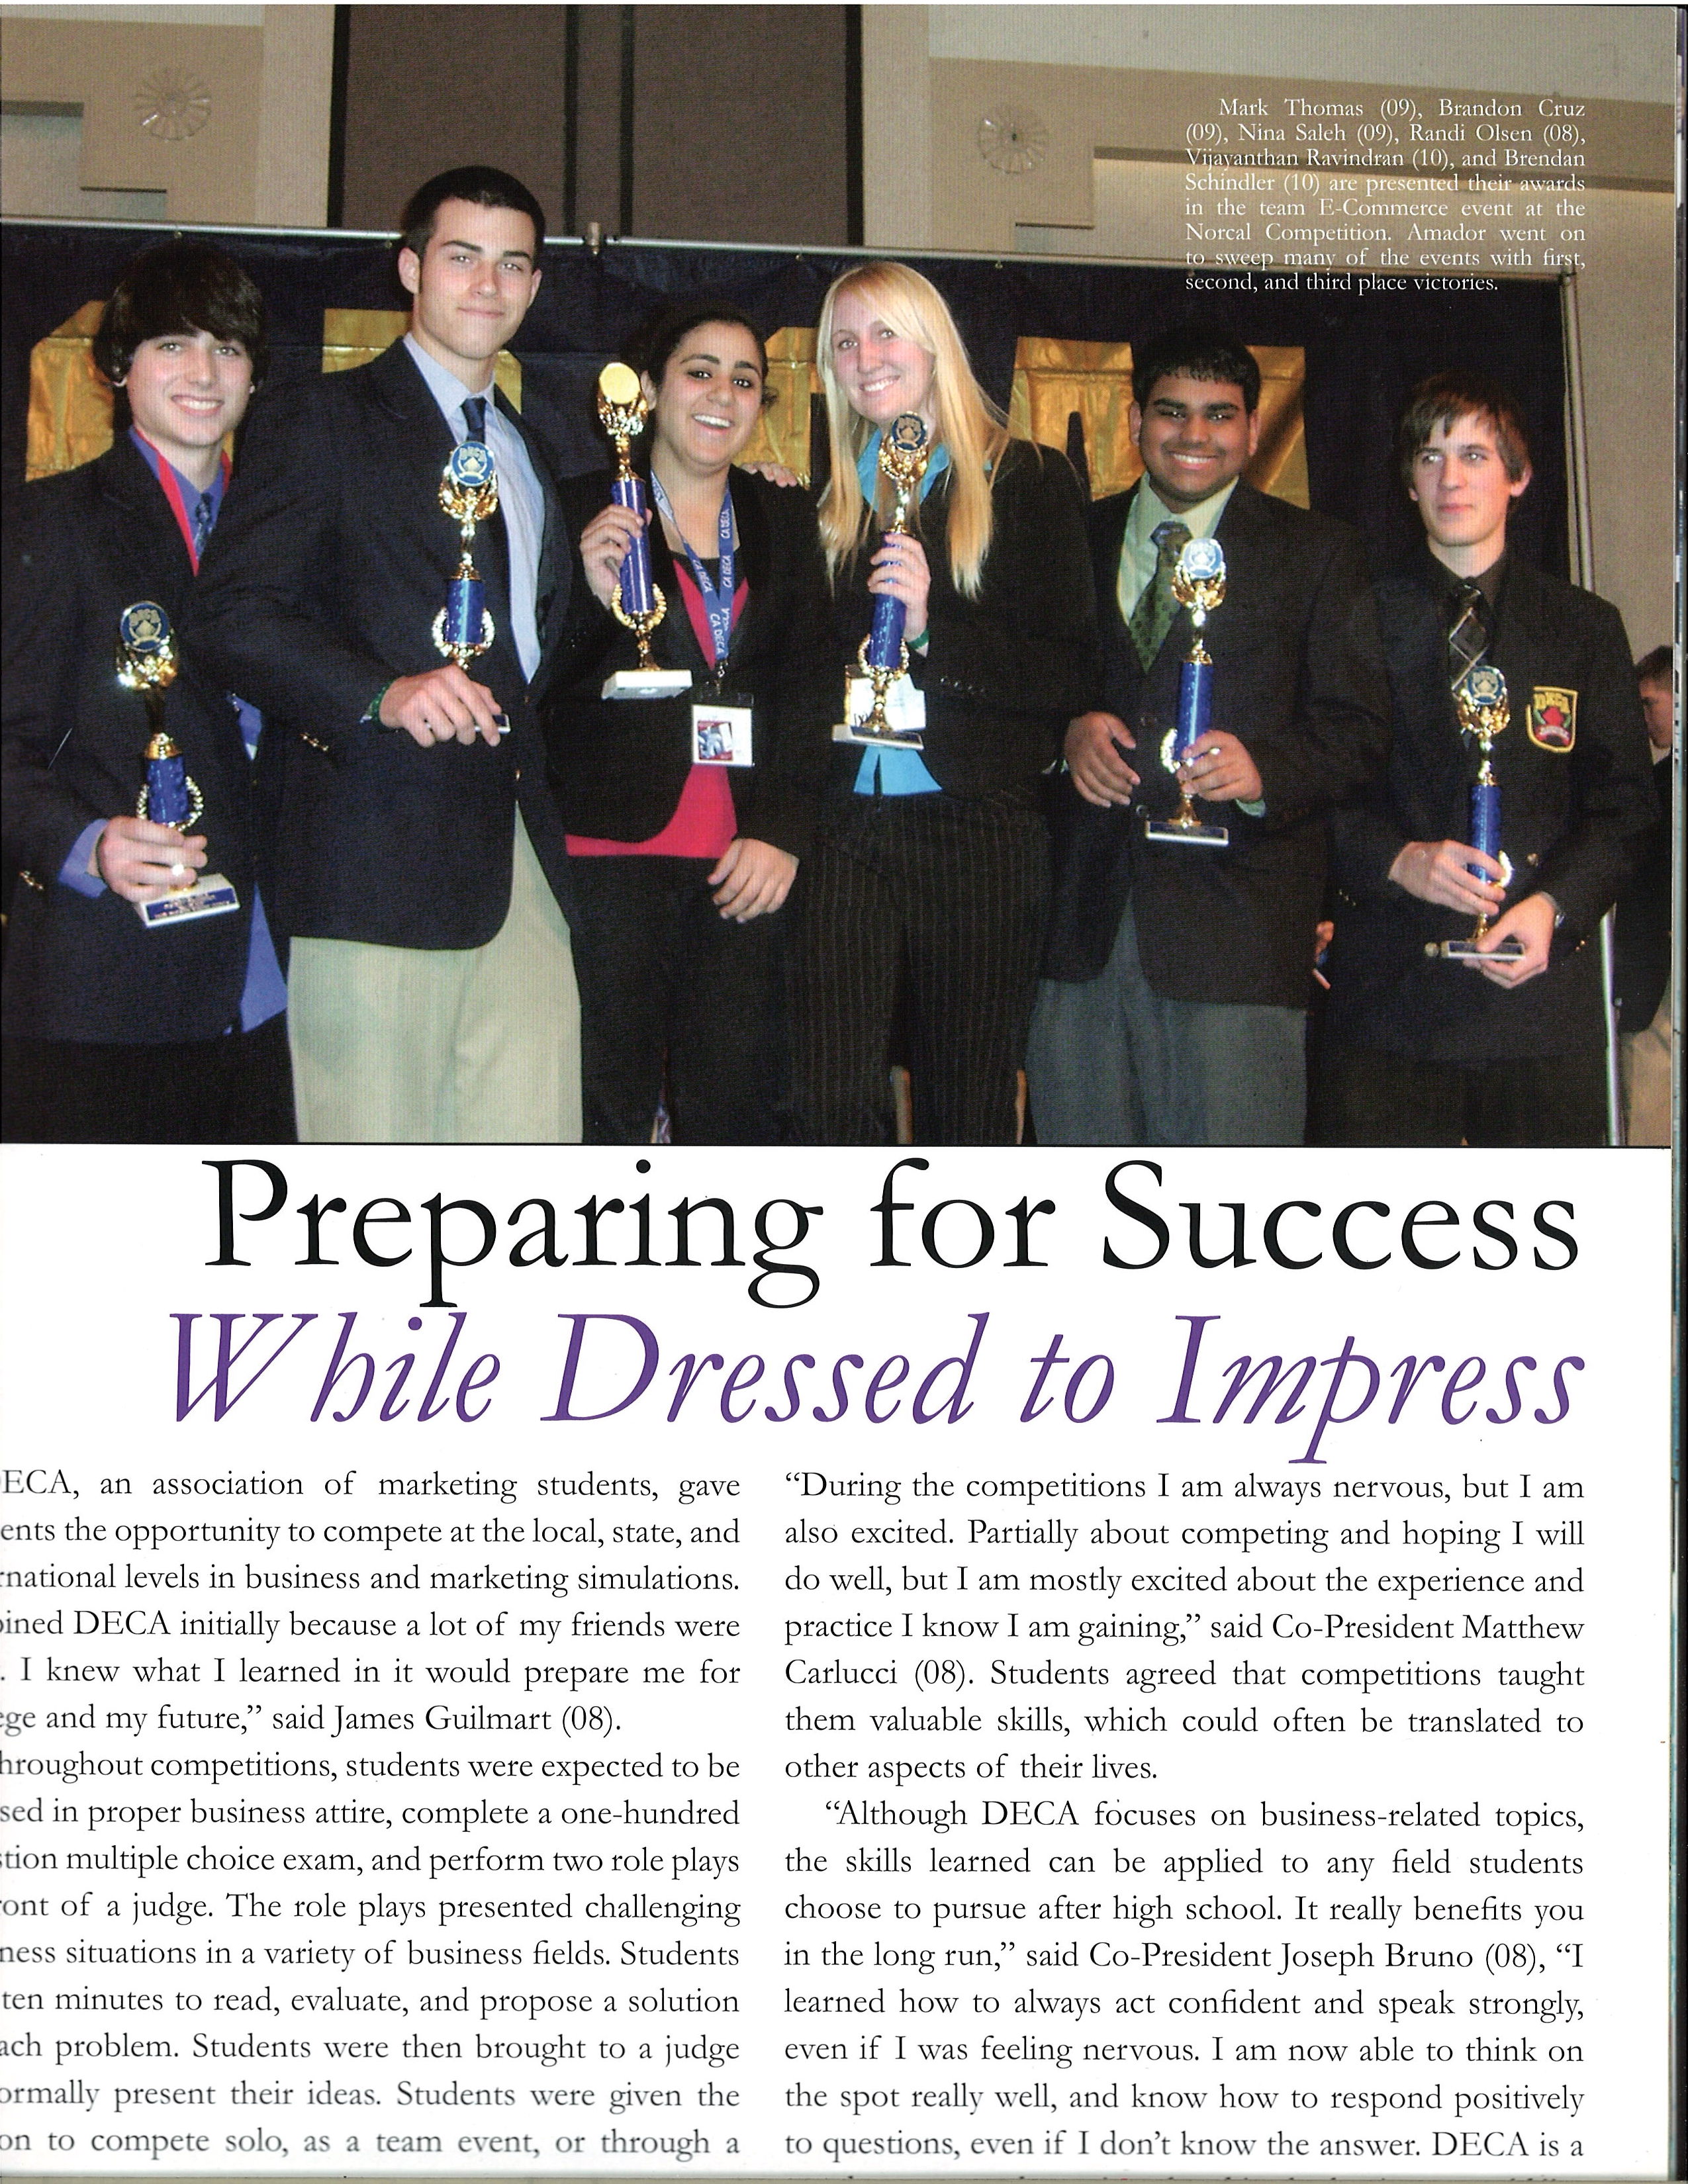 Mark Thomas (09), Brandon Cruz
(09), Nina Saleh (09), Randi Olsen (08),
Vijayanthan Ravindran (10), and Brendan
Schindler (10) are presented their awards
in the team E-Commerce event at the
Norcal Competition. Amador went on
to sweep many of the events with first,
second, and third place victories.
CA DECA
CA DECA
CA DECA
Preparing for Success
While Dressed to Impress
ECA, an association of marketing students, gave
ents the opportunity to compete at the local, state, and
rnational levels in business and marketing simulations.
oined DECA initially because a lot of my friends were
. I knew what I learned in it would prepare me for
ege and my future,” said James Guilmart (08).
hroughout competitions, students were expected to be
sed in proper business attire, complete a one-hundred
stion multiple choice exam, and perform two role plays
ront of a judge. The role plays presented challenging
ness situations in a variety of business fields. Students
ten minutes to read, evaluate, and propose a solution
ach problem. Students were then brought to a judge
ormally present their ideas. Students were given the
on to compete solo, as a team event, or through a
“During the competitions I am always nervous, but I am
also excited. Partially about competing and hoping I will
do well, but I am mostly excited about the experience and
practice I know I am gaining,” said Co-President Matthew
Carlucci (08). Students agreed that competitions taught
them valuable skills, which could often be translated to
other aspects of their lives.
“Although DECA focuses on business-related topics,
the skills learned can be applied to any field students
choose to pursue after high school. It really benefits you
in the long run,” said Co-President Joseph Bruno (08), “I
learned how to always act confident and speak strongly,
even if I was feeling nervous. I am now able to think on
the spot really well, and know how to respond positively
to questions, even if I don’t know the answer. DECA is a